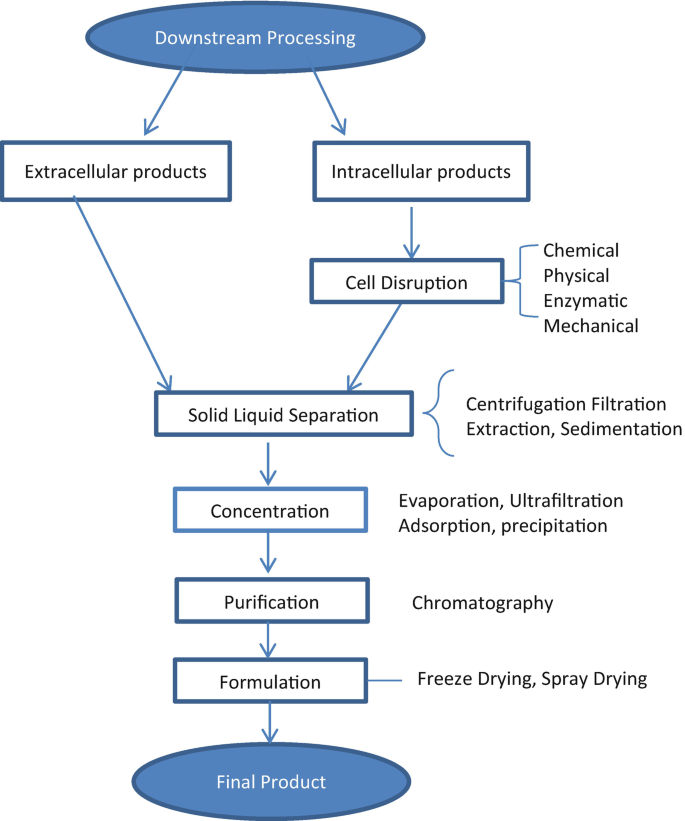 Downstream Processing
Extracellular products
Intracellular products
Cell Disruption
Chemical
Physical
Enzymatic
Mechanical
Solid Liquid Separation
Centrifugation Filtration
Extraction, Sedimentation
Concentration
Evaporation, Ultrafiltration
Adsorption, precipitation
Purification
Chromatography
Formulation
Freeze Drying, Spray Drying
Final Product